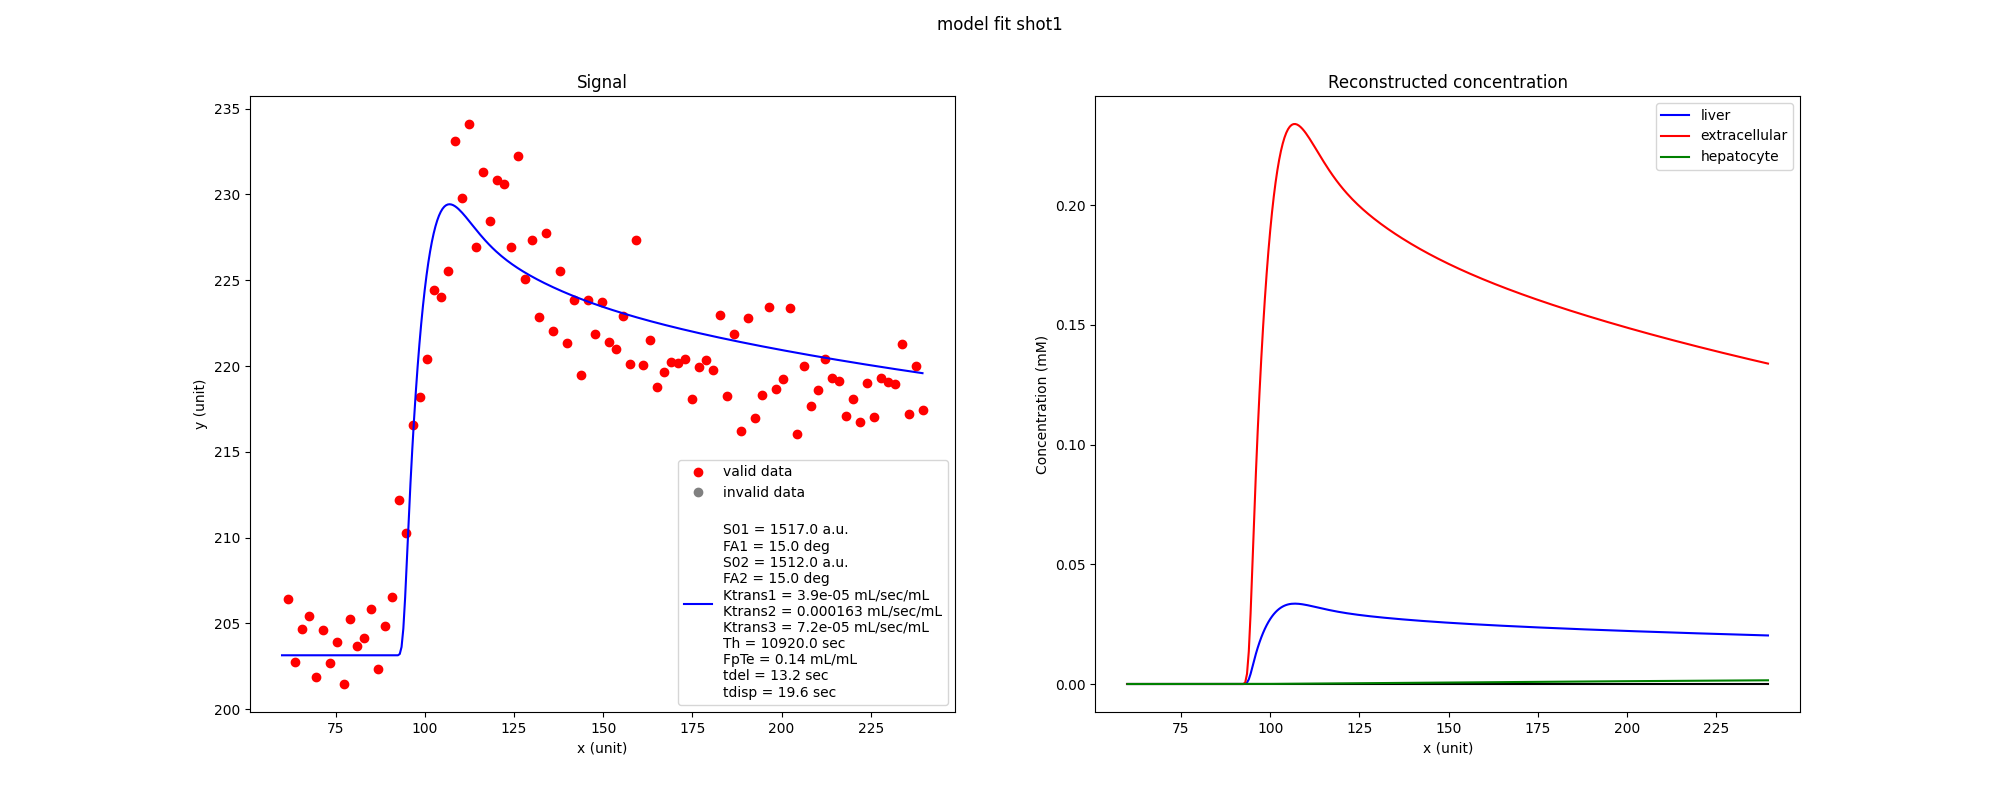 model fit shot1
Signal
235
230
225
220
215
210
205
200
y (unit)
75
100
125
150
175
200
225
x (unit)
valid data
invalid data
S01 = 1517.0 a.u.
FA1 = 15.0 deg
S02 = 1512.0 a.u.
FA2 = 15.0 deg
Ktrans1 = 3.9e-05 mL/sec/mL
Ktrans2 = 0.000163 mL/sec/mL
Ktrans3 = 7.2e-05 mL/sec/mL
Th = 10920.0 sec
FpTe = 0.14 mL/mL
tdel = 13.2 sec
tdisp = 19.6 sec
Reconstructed concentration
0.20
0.15
0.10
0.05
0.00
Concentration (mM)
75
100
125
150
175
200
225
x (unit)
liver
extracellular
hepatocyte